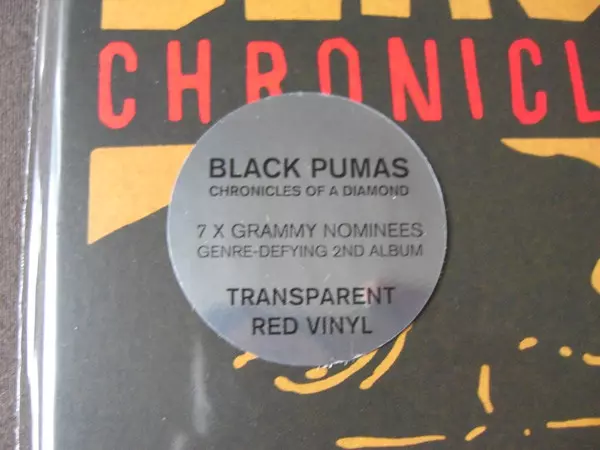 CHRONICL
BLACK PUMAS
CHRONICLES OF A DIAMOND
7 X GRAMMY NOMINEES
GENRE-DEFYING 2ND ALBUM
TRANSPARENT
RED VINYL